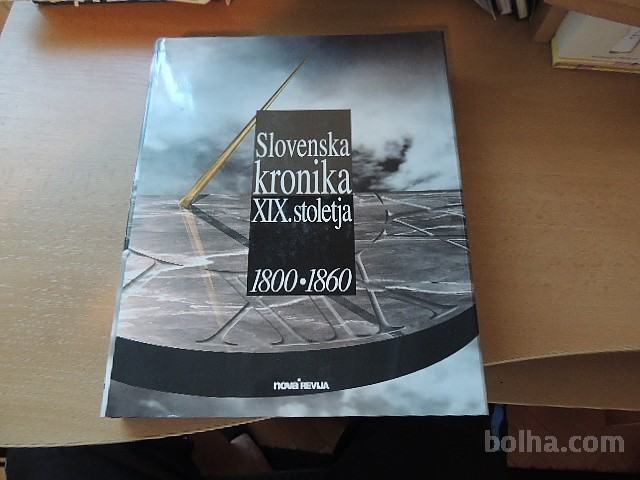 Slovenska
kronika
XIX. stoletja
1800•1860
nova REVIJA
bolha.com